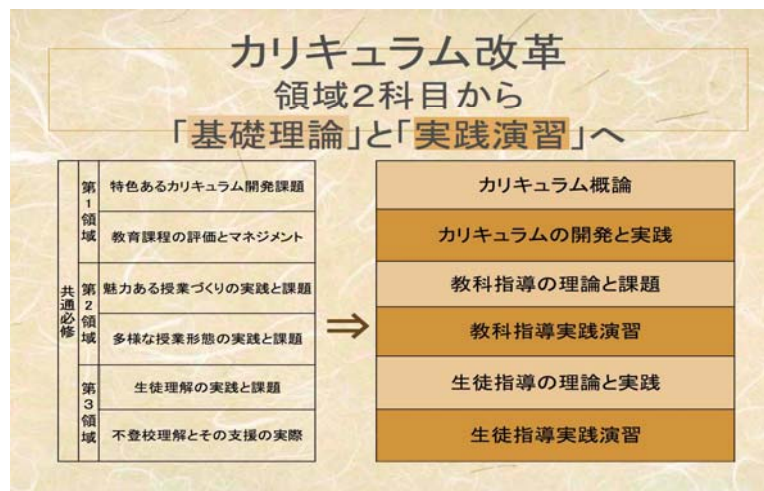 カリキュラム改革
領域2科目から
「基礎理論」と「実践演習」へ
共通必修
第1領域
特色あるカリキュラム開発課題
教育課程の評価とマネジメント
第2領域
魅力ある授業づくりの実践と課題
多様な授業形態の実践と課題
第3領域
生徒理解の実践と課題
不登校理解とその支援の実際
⇒
カリキュラム概論
カリキュラムの開発と実践
教科指導の理論と課題
教科指導実践演習
生徒指導の理論と実践
生徒指導実践演習